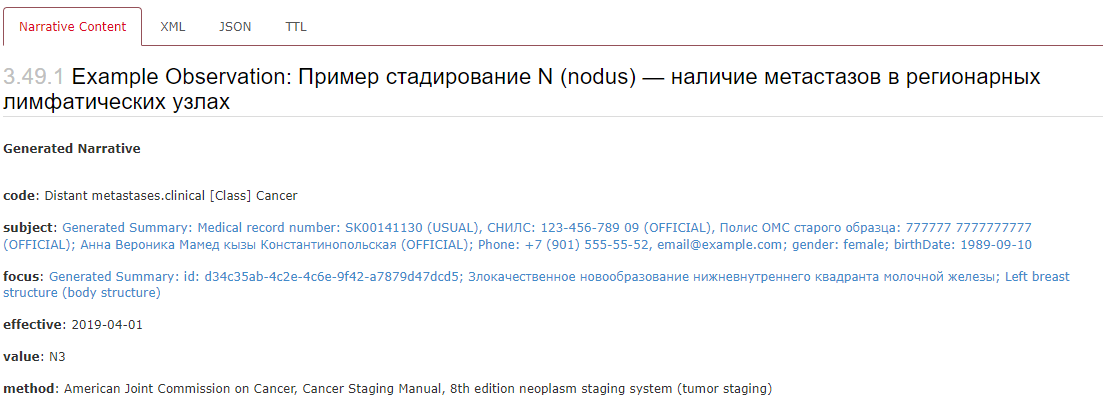 Narrative Content XML JSON TTL
3.49.1 Example Observation: Пример стадирование N (nodus) — наличие метастазов в регионарных
лимфатических узлах
Generated Narrative
code: Distant metastases.clinical [Class] Cancer
subject: Generated Summary: Medical record number: SK00141130 (USUAL), СНИЛС: 123-456-789 09 (OFFICIAL), Полис ОМС старого образца: 777777 7777777777
(OFFICIAL); Анна Вероника Мамед кызы Константинопольская (OFFICIAL); Phone: +7 (901) 555-55-52, email@example.com; gender: female; birthDate: 1989-09-10
focus: Generated Summary: id: d34c35ab-4c2e-4c6e-9f42-a7879d47dcd5; Злокачественное новообразование нижневнутреннего квадранта молочной железы; Left breast
structure (body structure)
effective: 2019-04-01
value: N3
method: American Joint Commission on Cancer, Cancer Staging Manual, 8th edition neoplasm staging system (tumor staging)